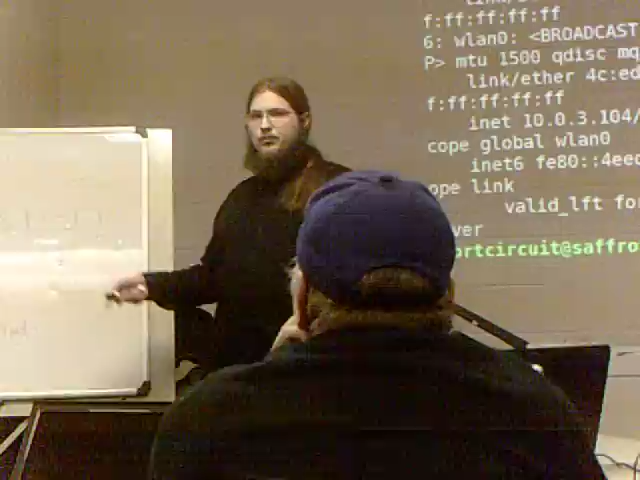 link/
f:ff:ff:ff:ff
6: wlan0: <BROADCAST
P> mtu 1500 qdisc mq
link/ether 4c:ed
f:ff:ff:ff:ff
inet 10.0.3.104/
cope global wlan0
inet6 fe80::4eed
ope link
valid_lft for
ver
ortcircuit@saffro